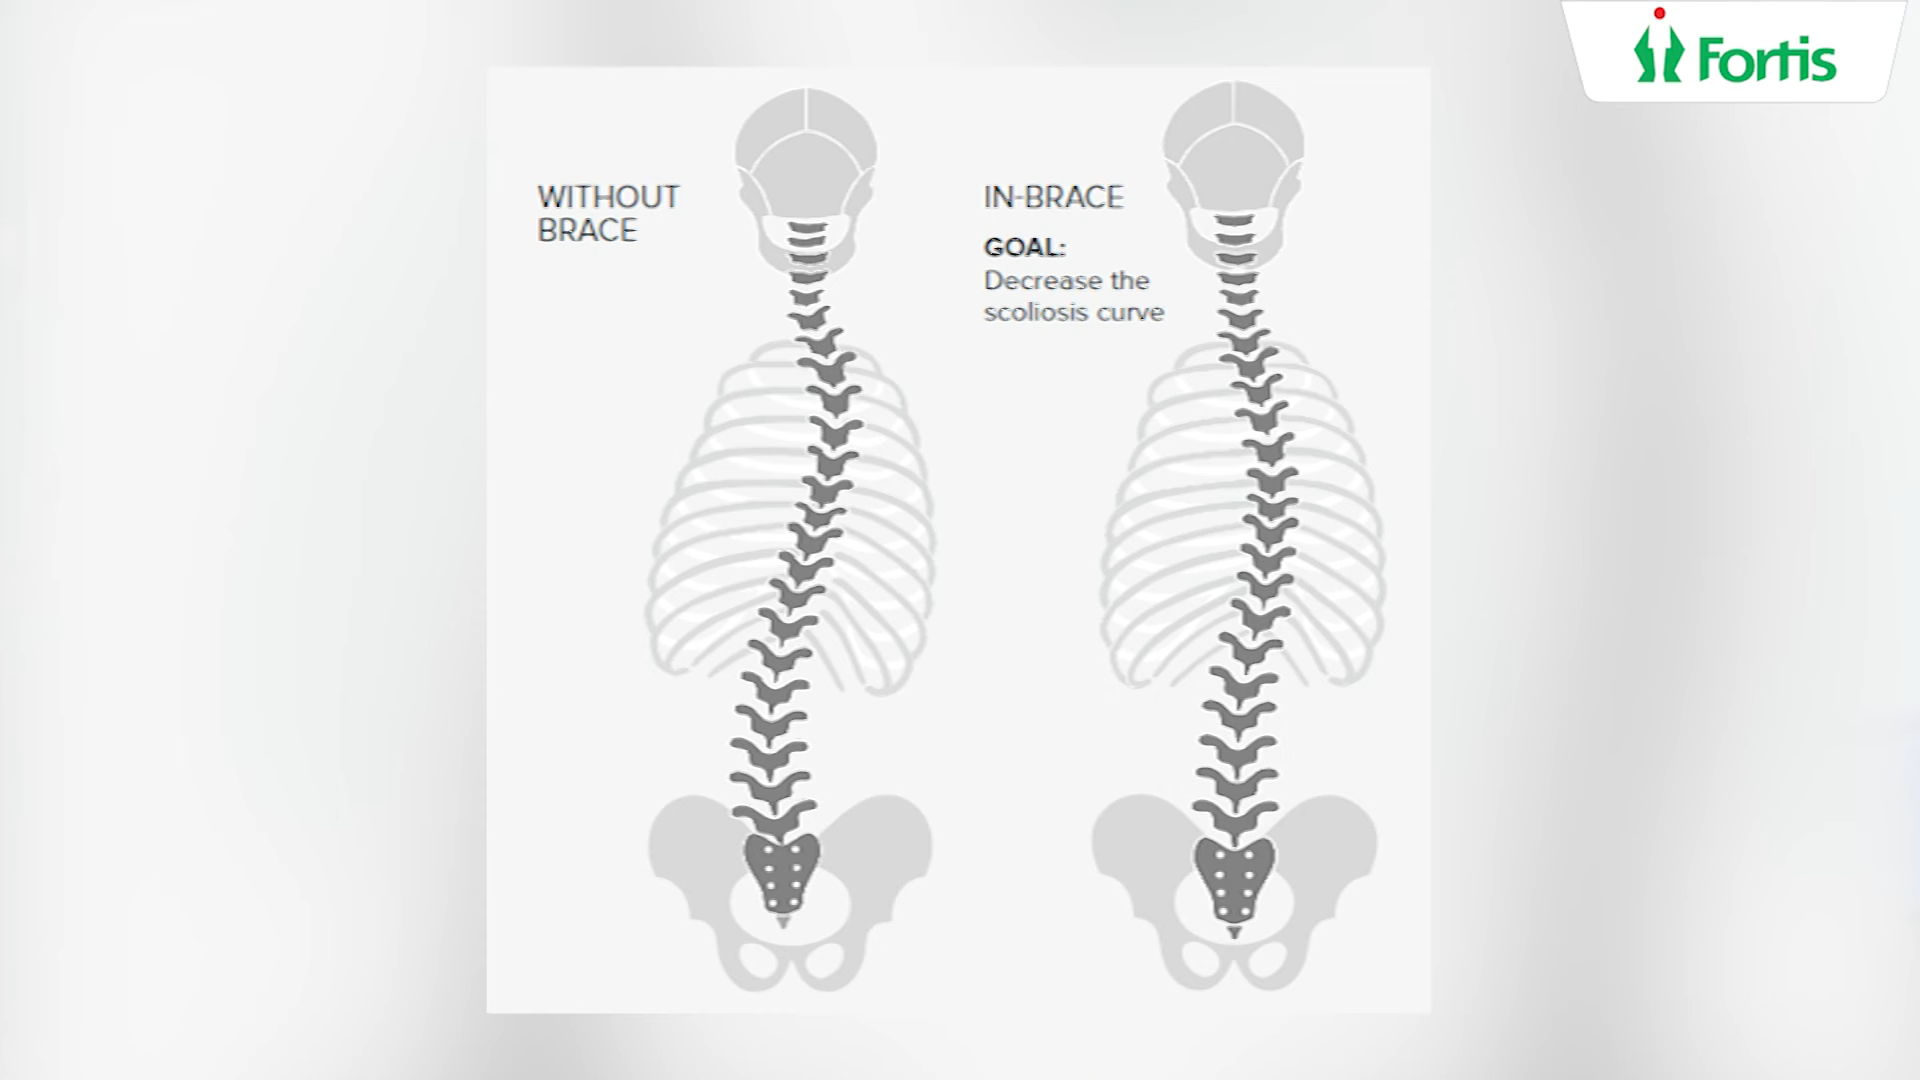 Fortis
WITHOUT
BRACE
IN-BRACE
GOAL:
Decrease the
scoliosis curve